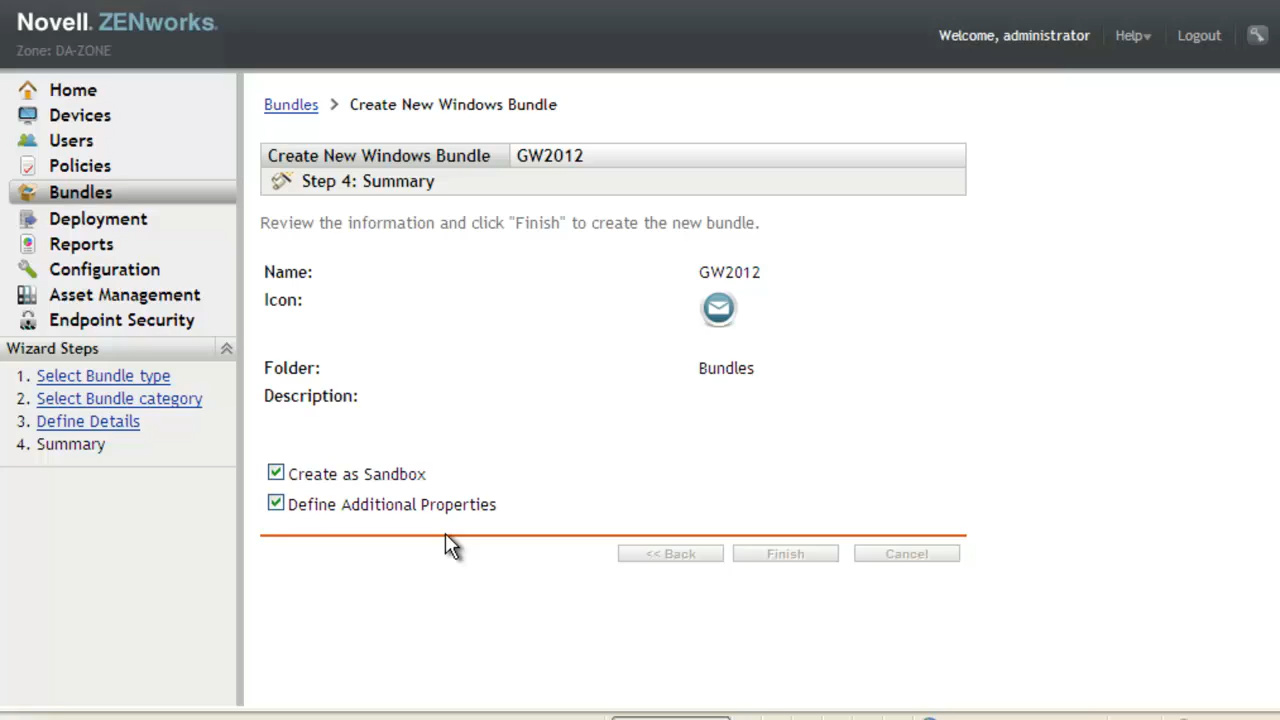 Novell. ZENworks.
Zone: DA-ZONE
Welcome, administrator
Help
Logout
Home
Devices
Users
Policies
Bundles
Deployment
Reports
Configuration
Asset Management
Endpoint Security
Wizard Steps
1. Select Bundle type
2. Select Bundle category
3. Define Details
4. Summary
Bundles > Create New Windows Bundle
Create New Windows Bundle GW2012
Step 4: Summary
Review the information and click "Finish" to create the new bundle.
Name: GW2012
Icon:
Folder: Bundles
Description:
Create as Sandbox
Define Additional Properties
<< Back
Finish
Cancel